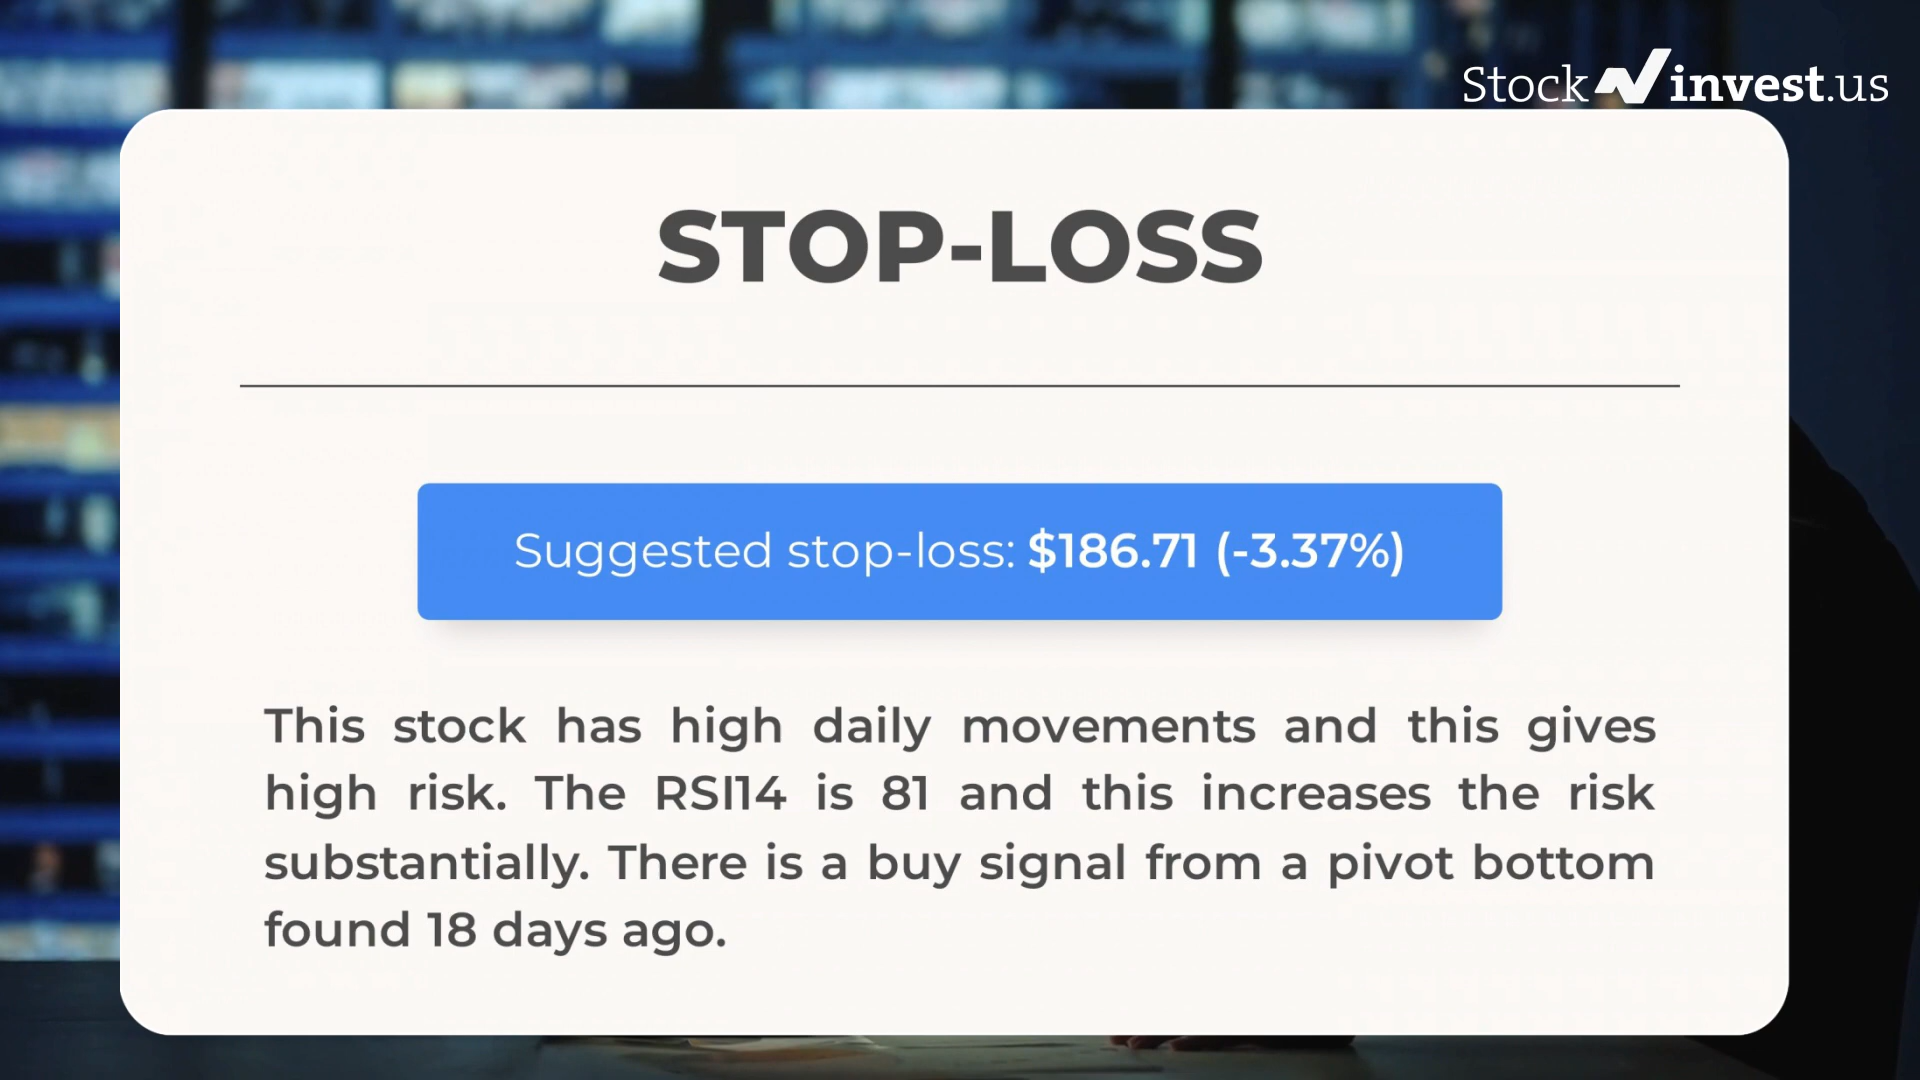 Stock invest.us
STOP-LOSS
Suggested stop-loss: $186.71 (-3.37%)
This stock has high daily movements and this gives
high risk. The RSI14 is 81 and this increases the risk
substantially. There is a buy signal from a pivot bottom
found 18 days ago.